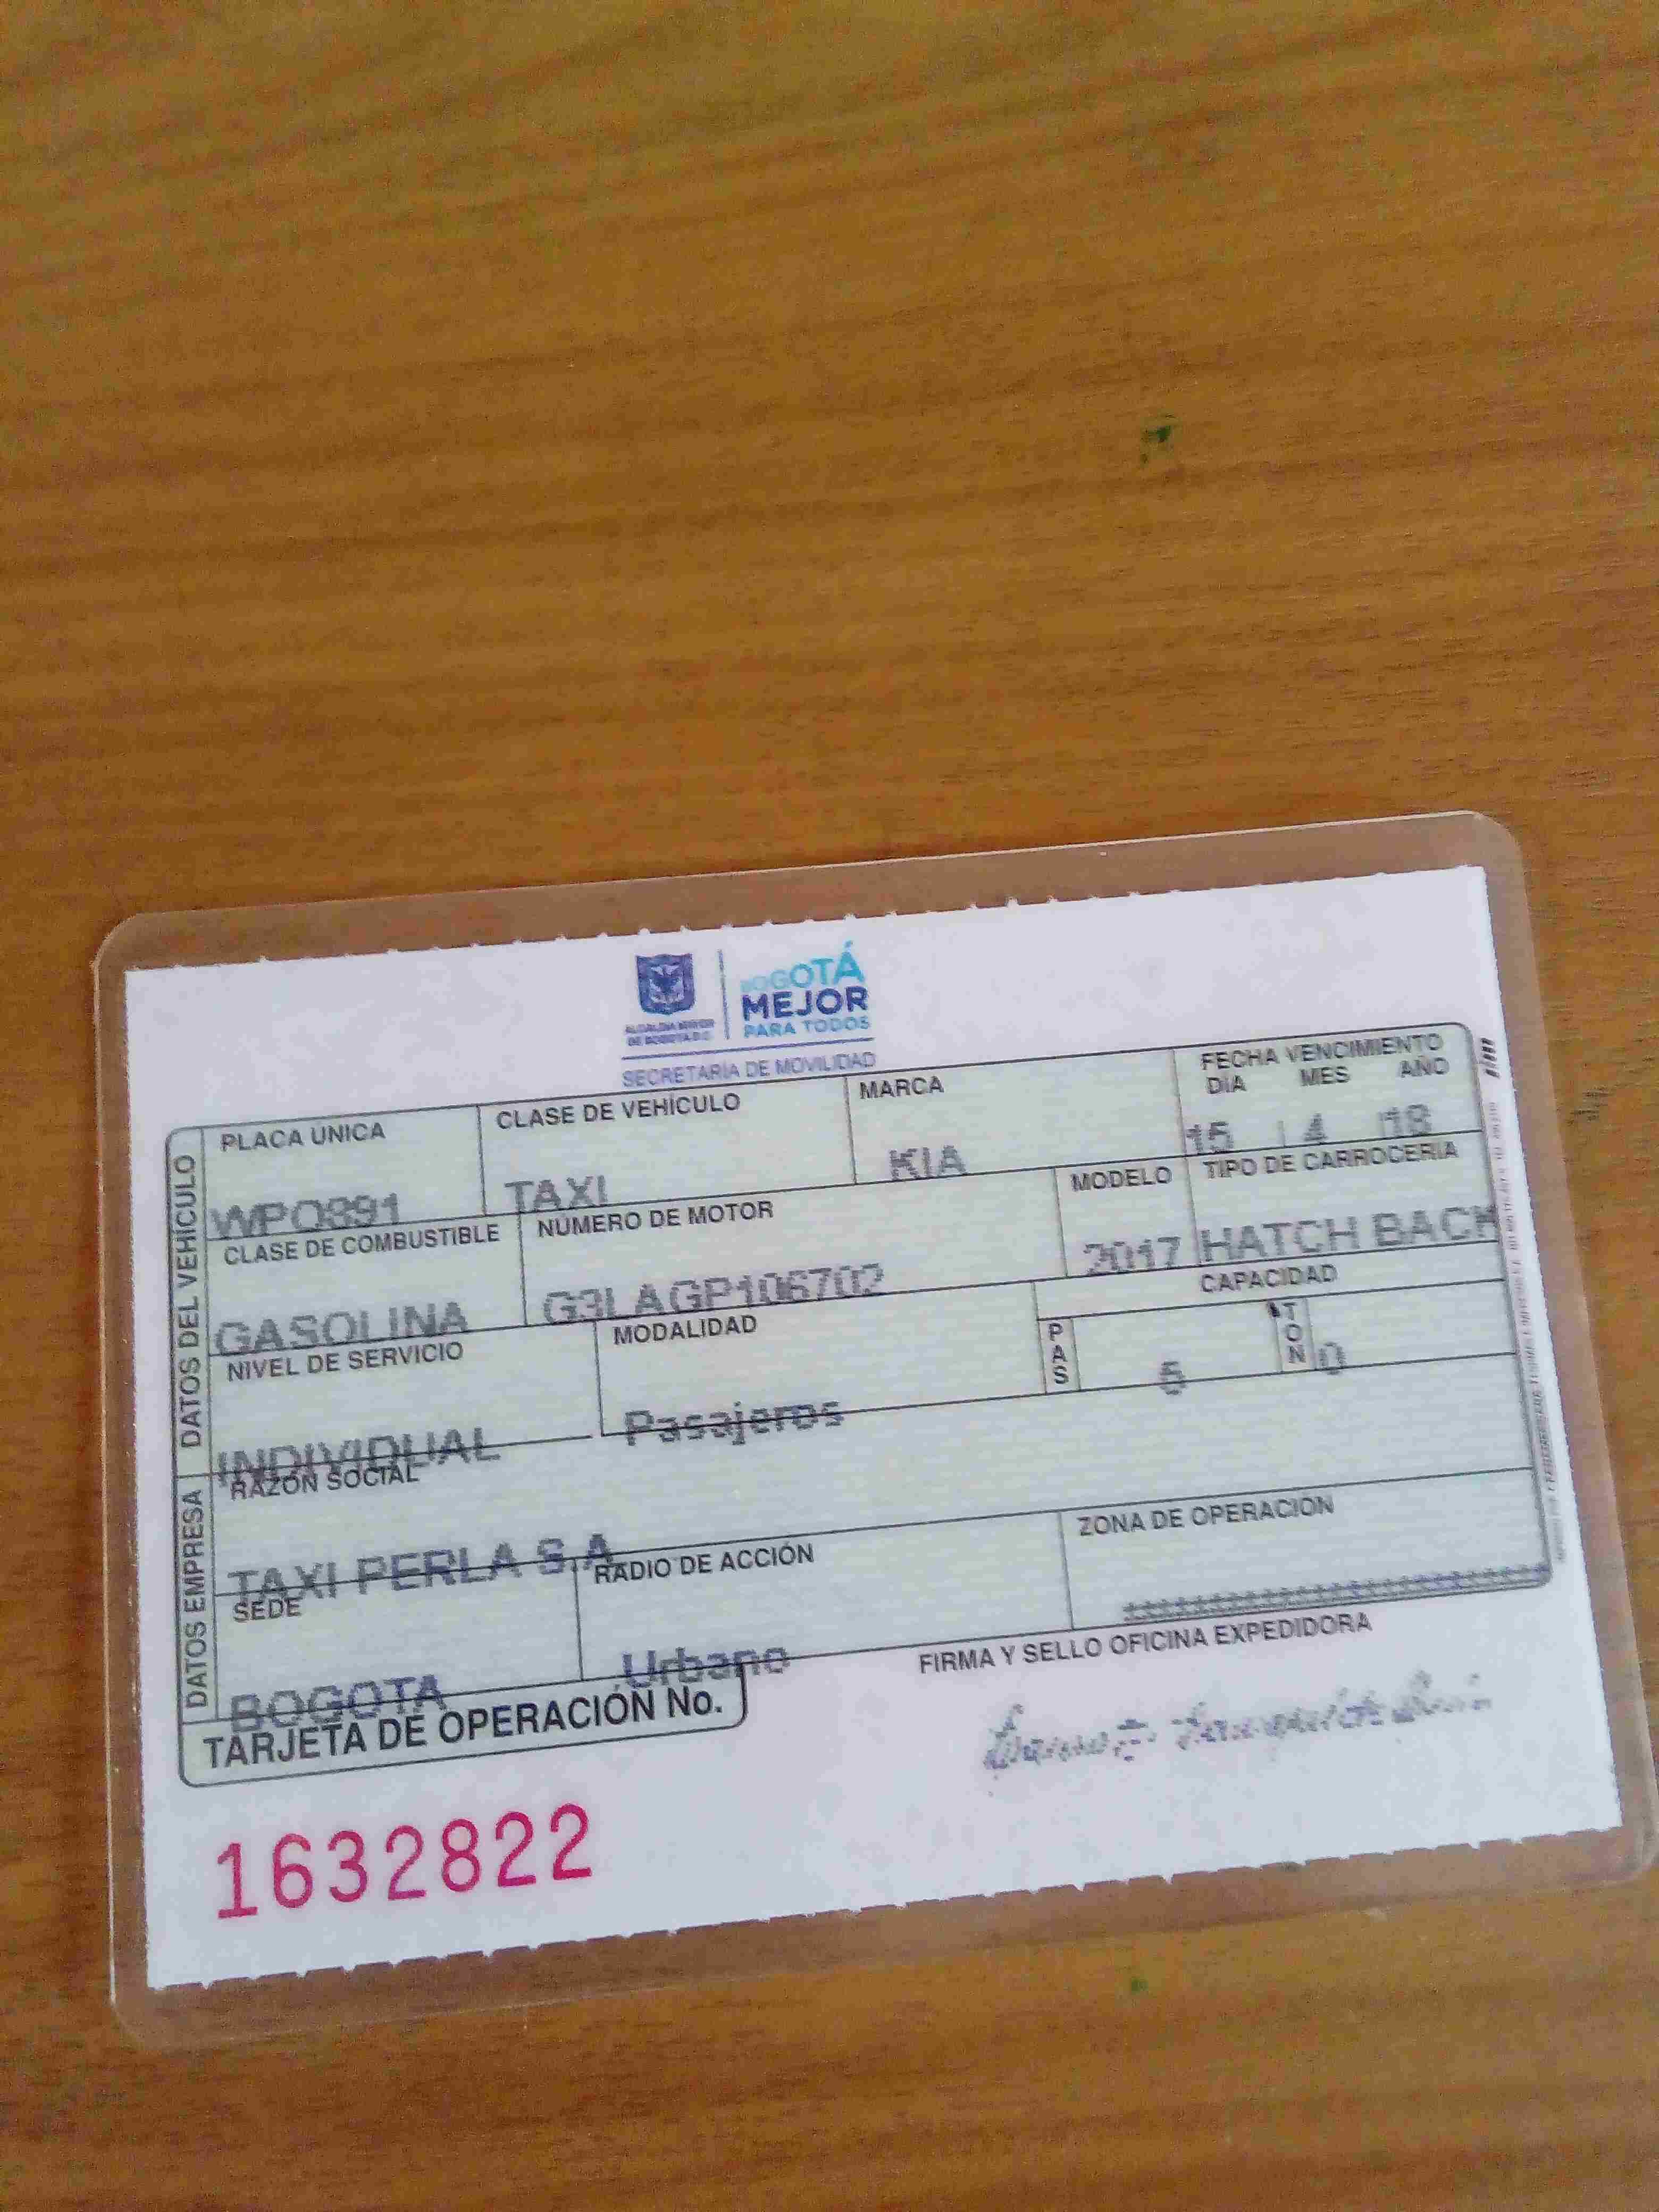 ALCALDÍA MAYOR
DE BOGOTÁ D.C.
BOGOTÁ
MEJOR
PARA TODOS
SECRETARÍA DE MOVILIDAD
DATOS DEL VEHÍCULO
PLACA UNICA
WPO391
CLASE DE VEHÍCULO
TAXI
MARCA
KIA
FECHA VENCIMIENTO
DÍA MES AÑO
15 4 18
CLASE DE COMBUSTIBLE
GASOLINA
NÚMERO DE MOTOR
G3LAGP106702
MODELO
2017
TIPO DE CARROCERIA
HATCH BACK
NIVEL DE SERVICIO
INDIVIDUAL
MODALIDAD
Pasajeros
CAPACIDAD
PAS 5
TON 0
DATOS EMPRESA
RAZÓN SOCIAL
TAXI PERLA S.A.
SEDE
BOGOTA
RADIO DE ACCIÓN
Urbano
ZONA DE OPERACIÓN
FIRMA Y SELLO OFICINA EXPEDIDORA
TARJETA DE OPERACIÓN No.
1632822